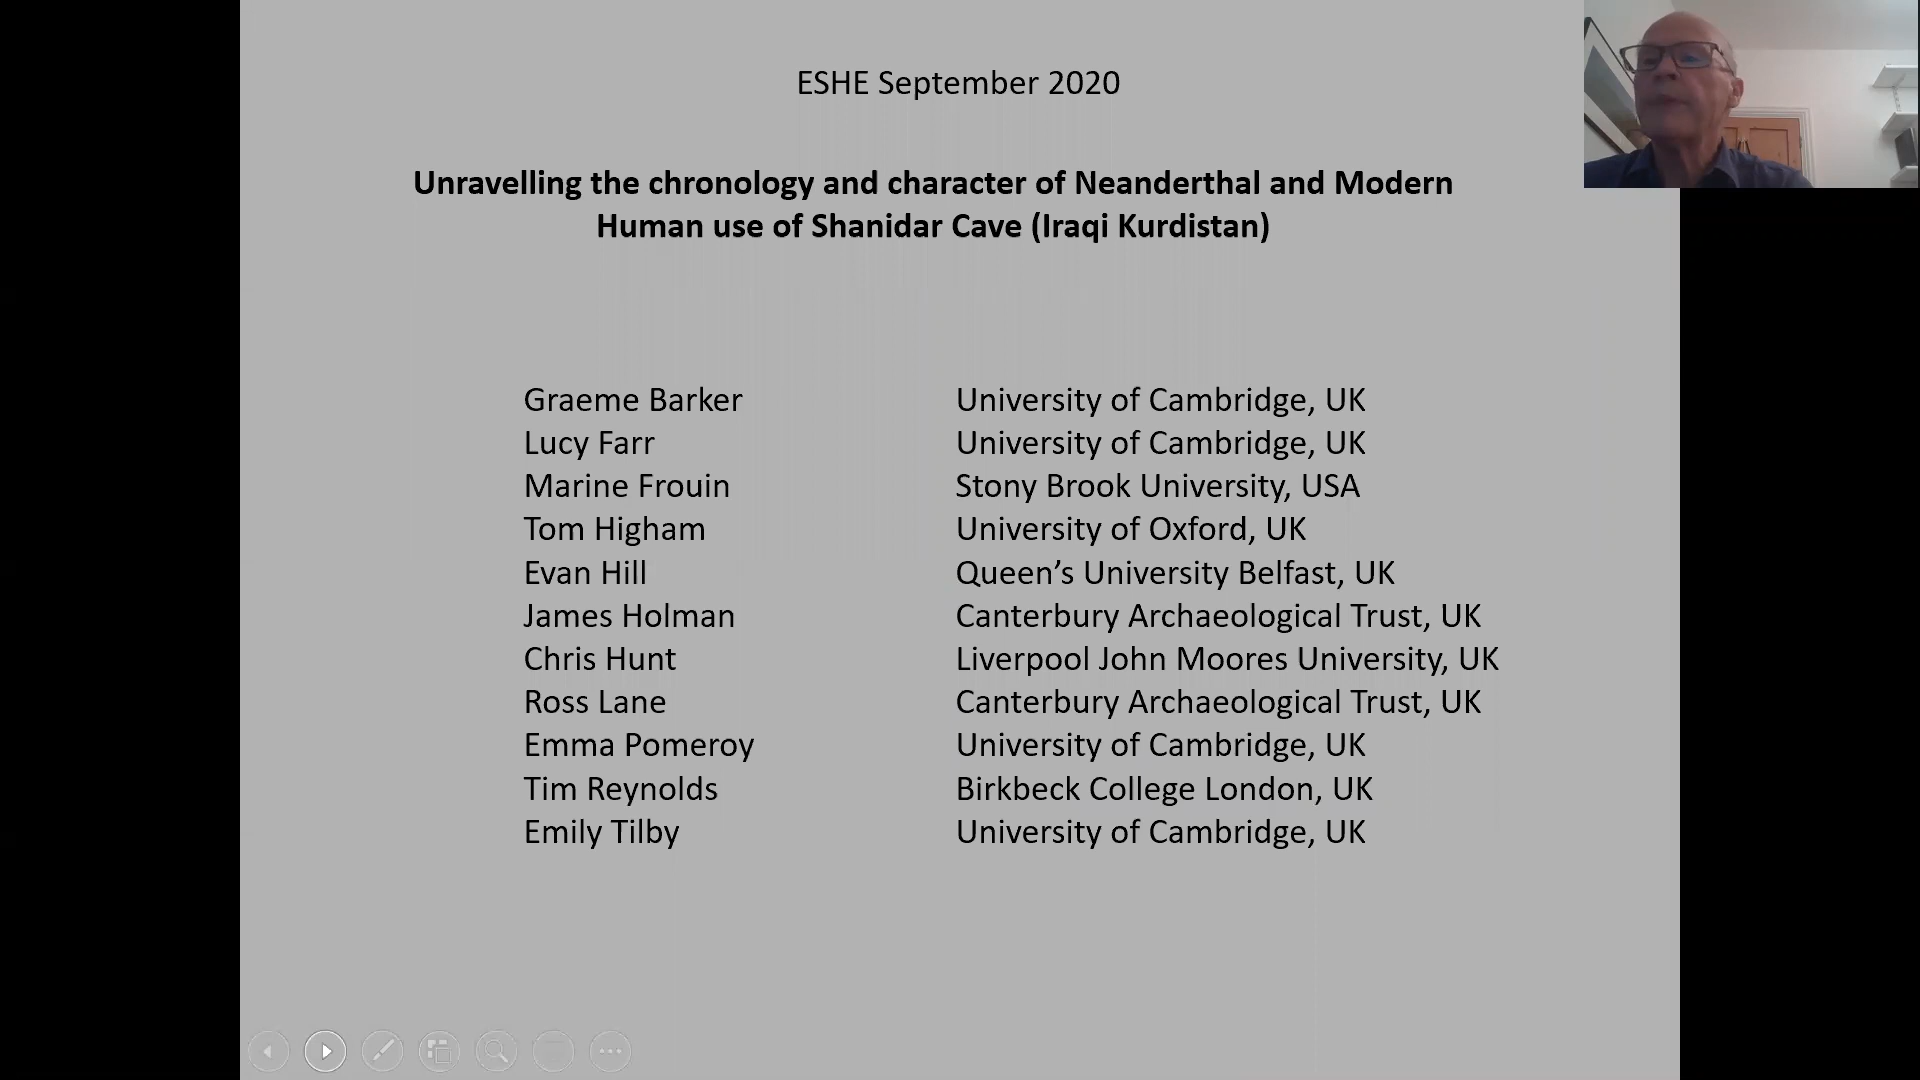 ESHE September 2020
Unravelling the chronology and character of Neanderthal and Modern
Human use of Shanidar Cave (Iraqi Kurdistan)
Graeme Barker University of Cambridge, UK
Lucy Farr University of Cambridge, UK
Marine Frouin Stony Brook University, USA
Tom Higham University of Oxford, UK
Evan Hill Queen’s University Belfast, UK
James Holman Canterbury Archaeological Trust, UK
Chris Hunt Liverpool John Moores University, UK
Ross Lane Canterbury Archaeological Trust, UK
Emma Pomeroy University of Cambridge, UK
Tim Reynolds Birkbeck College London, UK
Emily Tilby University of Cambridge, UK